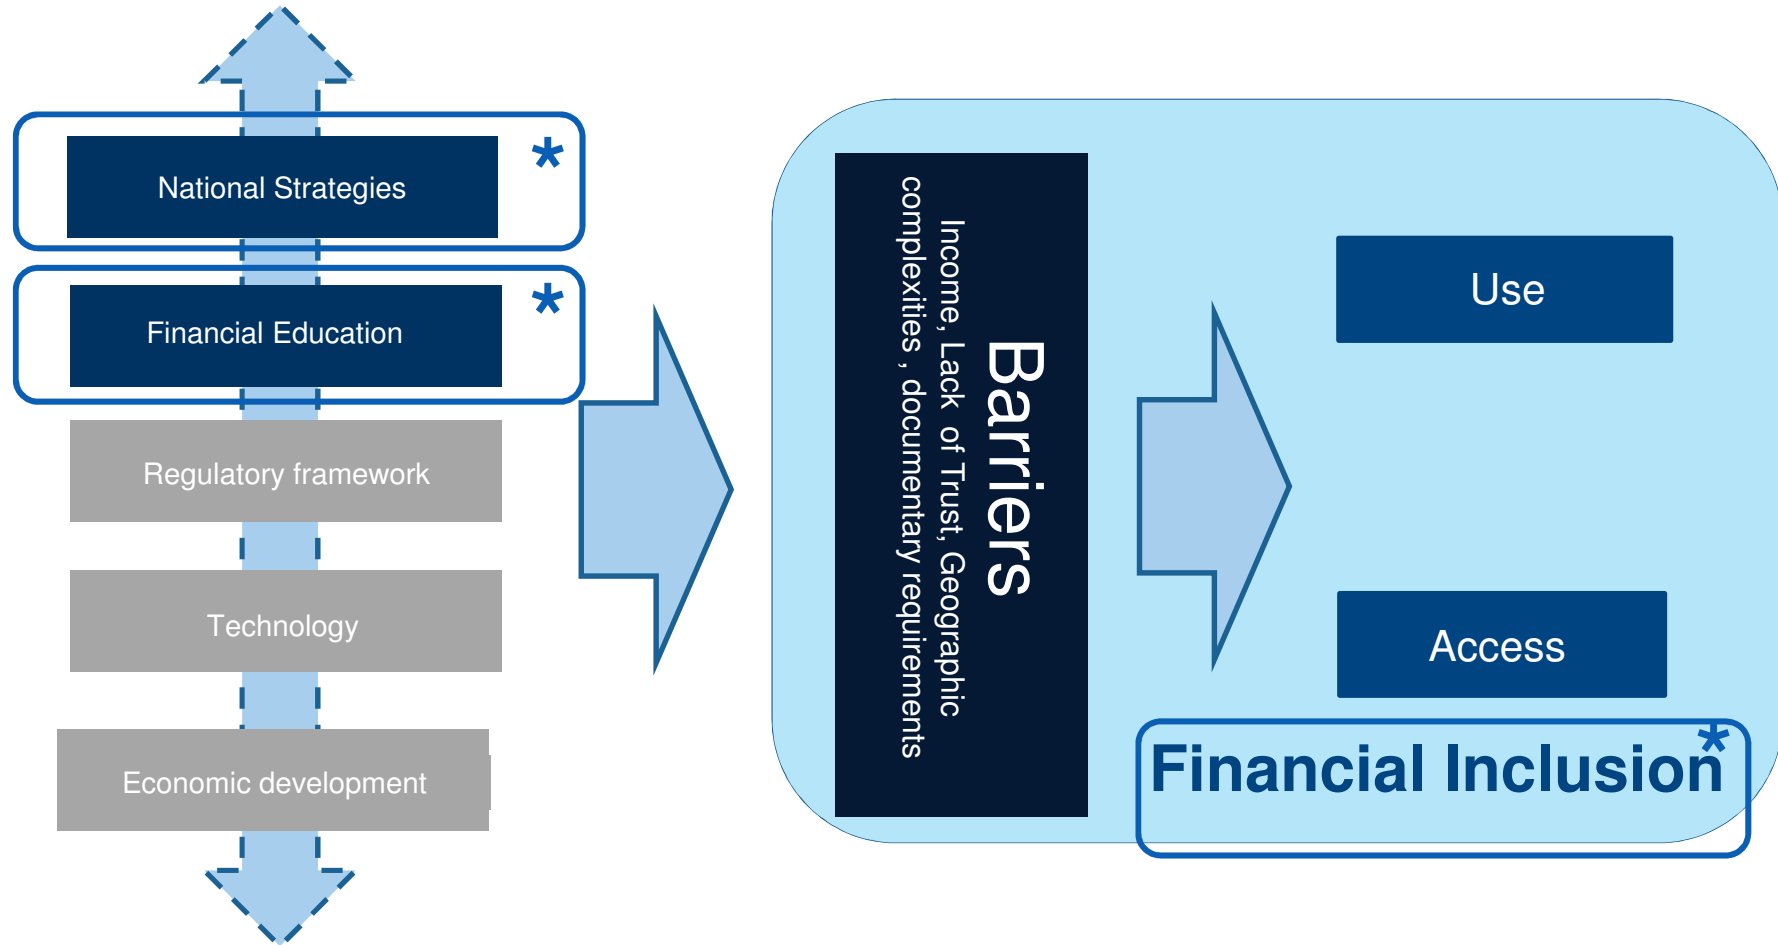 National Strategies
*
Financial Education
*
Regulatory framework
Technology
Economic development
Barriers
Income, Lack of Trust, Geographic
complexities , documentary requirements
Use
Access
Financial Inclusion*